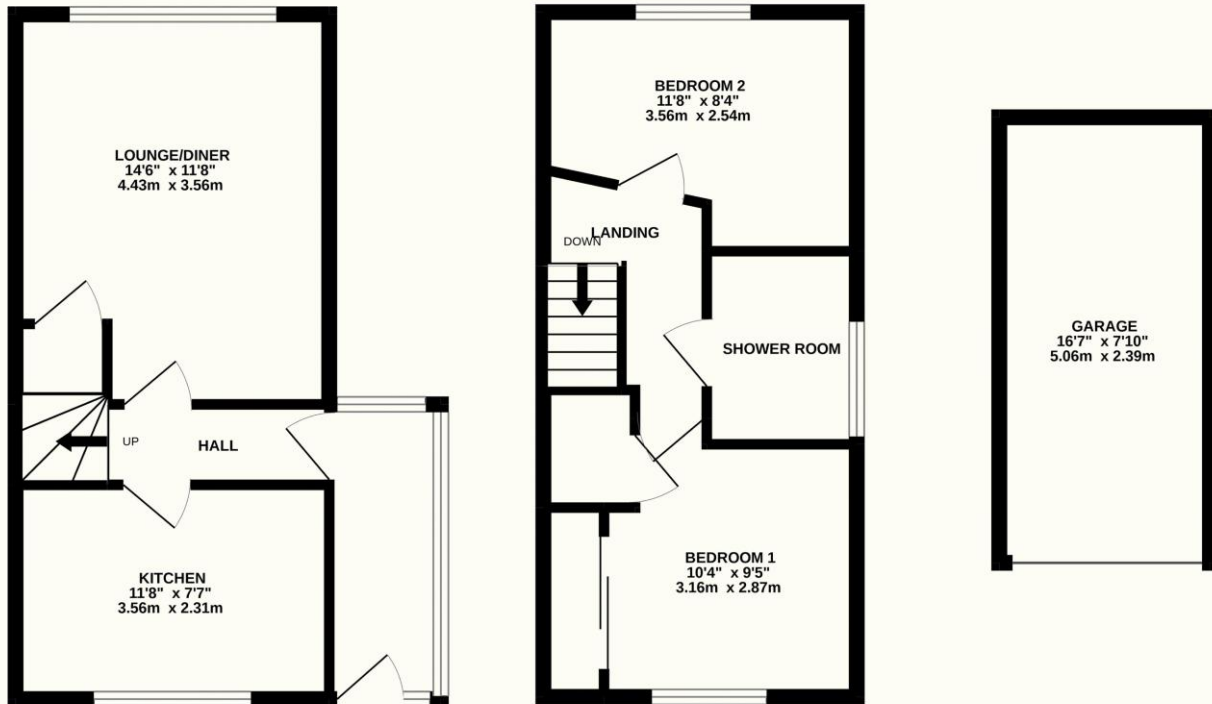 LOUNGE/DINER
14'6" x 11'8"
4.43m x 3.56m
UP
HALL
KITCHEN
11'8" x 7'7"
3.56m x 2.31m
BEDROOM 2
11'8" x 8'4"
3.56m x 2.54m
LANDING
DOWN
SHOWER ROOM
BEDROOM 1
10'4" x 9'5"
3.16m x 2.87m
GARAGE
16'7" x 7'10"
5.06m x 2.39m